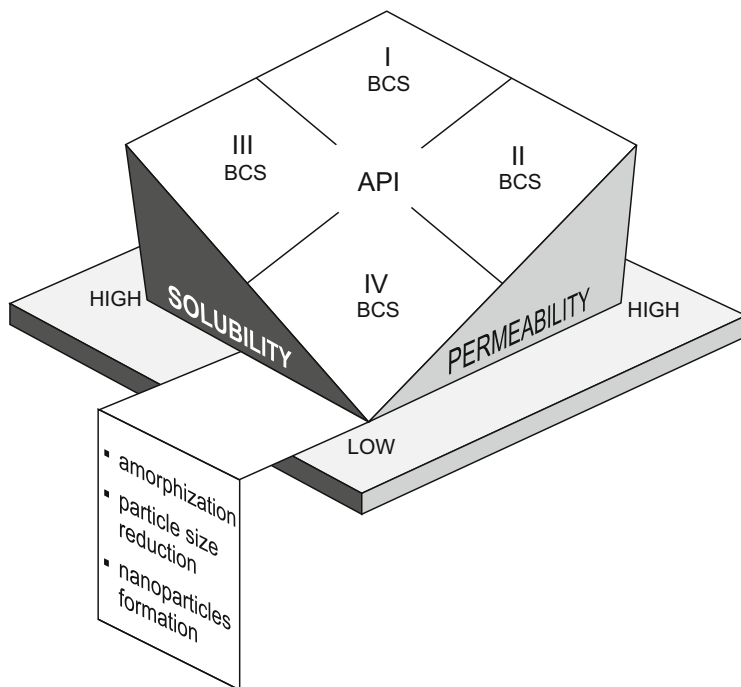 I
BCS
III
BCS
II
BCS
API
IV
BCS
HIGH
SOLUBILITY
PERMEABILITY
HIGH
LOW
▪ amorphization
▪ particle size
reduction
▪ nanoparticles
formation